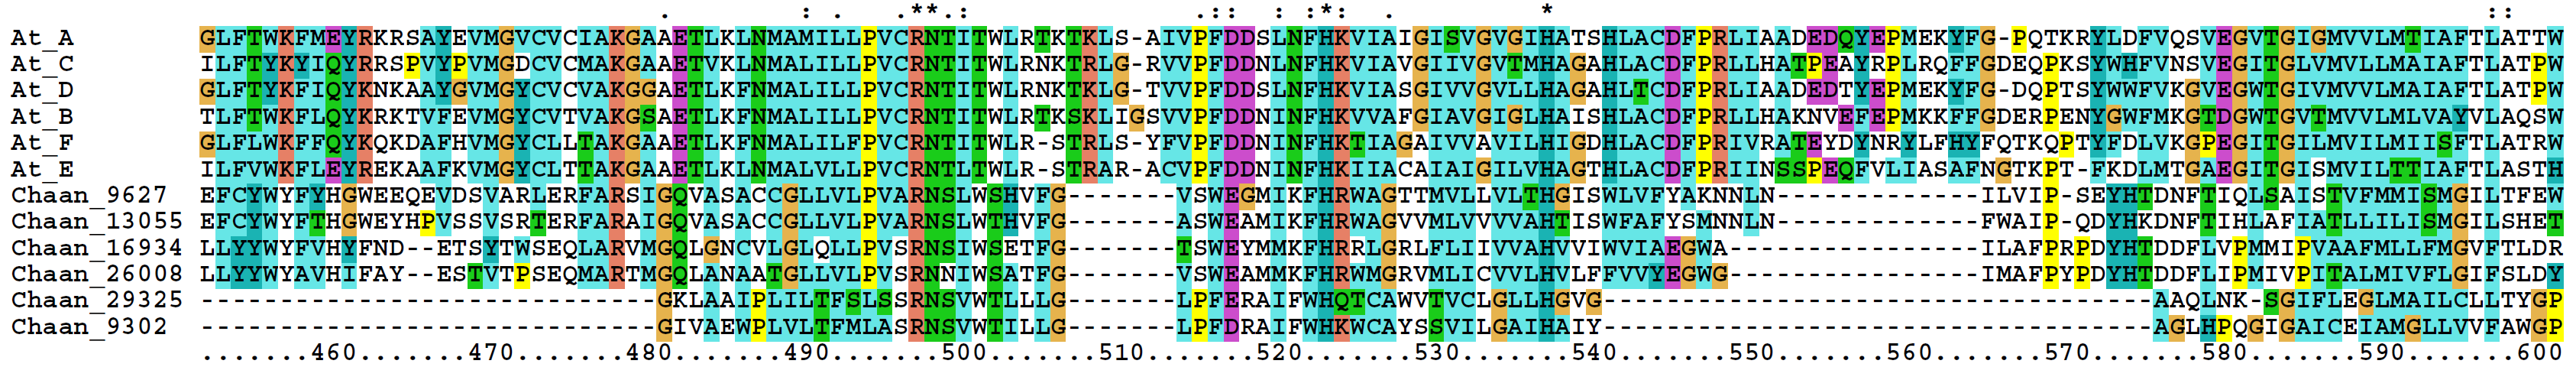 . : . .**.: .:: : :*: . * ::
At_A GLFTWKFMEYRKRSAYEVMGVCVCIAKGAAETLKLNMAMILLPVCRNTITWLRTKTKLS-AIVPFDDSLNFHKVIAIGISVGVGIHATSHLACDFPRLIAADEDQYEPMEKYFG-PQTKRYLDFVQSVEGVTGIGMVVLMTIAFTLATTW
At_C ILFTYKYIQYRRSPVYPVMGDCVCMAKGAAETVKLNMALILLPVCRNTITWLRNKTRLG-RVVPFDDNLNFHKVIAVGIIVGVTMHAGAHLACDFPRLLHATPEAYRPLRQFFGDEQPKSYWHFVNSVEGITGLVMVLLMAIAFTLATPW
At_D GLFTYKFIQYKNKAAYGVMGYCVCVAKGGAETLKFNMALILLPVCRNTITWLRNKTKLG-TVVPFDDSLNFHKVIASGIVVGVLLHAGAHLTCDFPRLIAADEDTYEPMEKYFG-DQPTSYWWFVKGVEGWTGIVMVVLMAIAFTLATPW
At_B TLFTWKFLQYKRKTVFEVMGYCVTVAKGSAETLKFNMALILLPVCRNTITWLRTKSKLIGSVVPFDDNINFHKVVAFGIAVGIGLHAISHLACDFPRLLHAKNVEFEPMKKFFGDERPENYGWFMKGTDGWTGVTMVVLMLVAYVLAQSW
At_F GLFLWKFFQYKQKDAFHVMGYCLLTAKGAAETLKFNMALILFPVCRNTITWLR-STRLS-YFVPFDDNINFHKTIAGAIVVAVILHIGDHLACDFPRIVRATEYDYNRYLFHYFQTKQPTYFDLVKGPEGITGILMVILMIISFTLATRW
At_E ILFVWKFLEYREKAAFKVMGYCLTTAKGAAETLKLNMALVLLPVCRNTLTWLR-STRAR-ACVPFDDNINFHKIIACAIAIGILVHAGTHLACDFPRIINSSPEQFVLIASAFNGTKPT-FKDLMTGAEGITGISMVILTTIAFTLASTH
Chaan_9627 EFCYWYFYHGWEEQEVDSVARLERFARSIGQVASACCGLLVLPVARNSLWSHVFG-------VSWEGMIKFHRWAGTTMVLLVLTHGISWLVFYAKNNLN-------------ILVIP-SEYHTDNFTIQLSAISTVFMMISMGILTFEW
Chaan_13055 EFCYWYFTHGWEYHPVSSVSRTERFARAIGQVASACCGLLVLPVARNSLWTHVFG-------ASWEAMIKFHRWAGVVMLVVVVAHTISWFAFYSMNNLN-------------FWAIP-QDYHKDNFTIHLAFIATLLILILSMGILSHET
Chaan_16934 LLYYWYFVHYFND--ETSYTWSEQLARVMGQLGNCVLGLQLLPVSRNSIWSETFG-------TSWEYMMKFHRRLGRLFLIIVVAHVVIWVIAEGWA----------------ILAFPRPDYHTDDFLVPMMIPVAAFMLLFMGVFTLDR
Chaan_26008 LLYYWYAVHIFAY--ESTVTPSEQMARTMGQLANAATGLLVLPVSRNNIWSATFG-------VSWEAMMKFHRWMGRVMLICVVLHVLFFVVYEGWG----------------IMAFPYPDYHTDDFLIPMIVPITALMIVFLGIFSLDY
Chaan_29325 -----------------------------GKLAAIPLILTFSLSSRNSVWTLLLG-------LPFERAIFWHQTCAWVTVCLGLLHGVG-----------------------------------AAQLNK-SGIFLEGLMAILCLLTYGP
Chaan_9302 -----------------------------GIVAEWPLVLTFMLASRNSVWTILLG-------LPFDRAIFWHKWCAYSSVILGAIHAIY-----------------------------------AGLHPQGIGAICEIAMGLLVVFAWGP
.......460.......470.......480.......490.......500.......510.......520.......530.......540.......550.......560.......570.......580.......590.......600